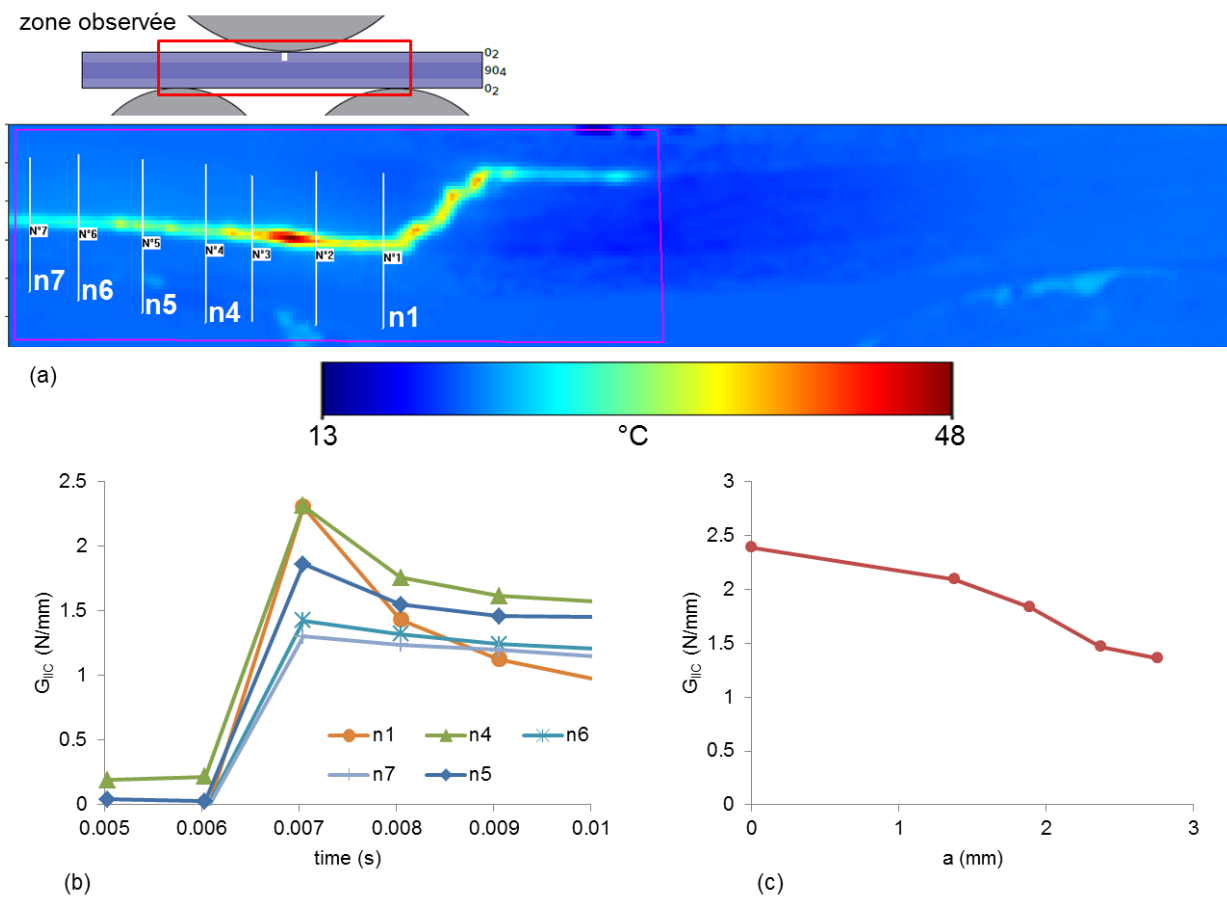 zone observée
0₂
90₄
0₂
N°7
N°6
N°5
N°4
N°3
N°2
N°1
n7
n6
n5
n4
n1
(a)
13
°C
48
G_IIC (N/mm)
2.5
2
1.5
1
0.5
0
0.005
0.006
0.007
0.008
0.009
0.01
time (s)
n1
n4
n6
n7
n5
(b)
G_IIC (N/mm)
3
2.5
2
1.5
1
0.5
0
0
1
2
3
a (mm)
(c)